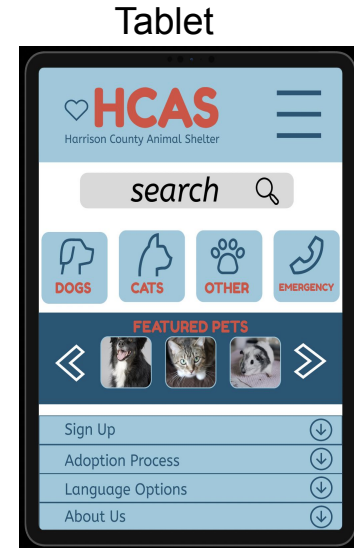 Tablet
HCAS
Harrison County Animal Shelter
search
DOGS
CATS
OTHER
EMERGENCY
FEATURED PETS
Sign Up
Adoption Process
Language Options
About Us